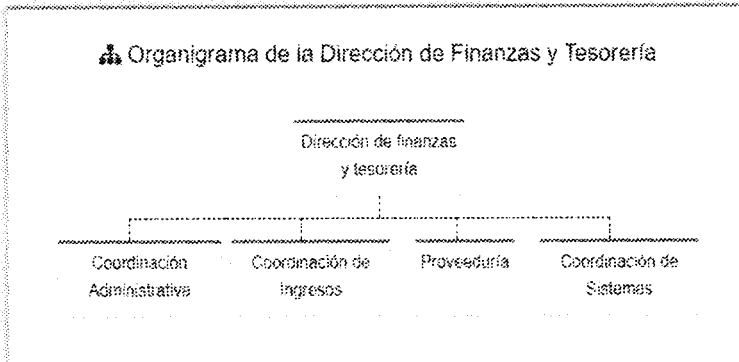 Organigrama de la Dirección de Finanzas y Tesorería
Dirección de finanzas
y tesorería
Coordinación
Administrativa
Coordinación de
Ingresos
Proveeduría
Coordinación de
Sistemas